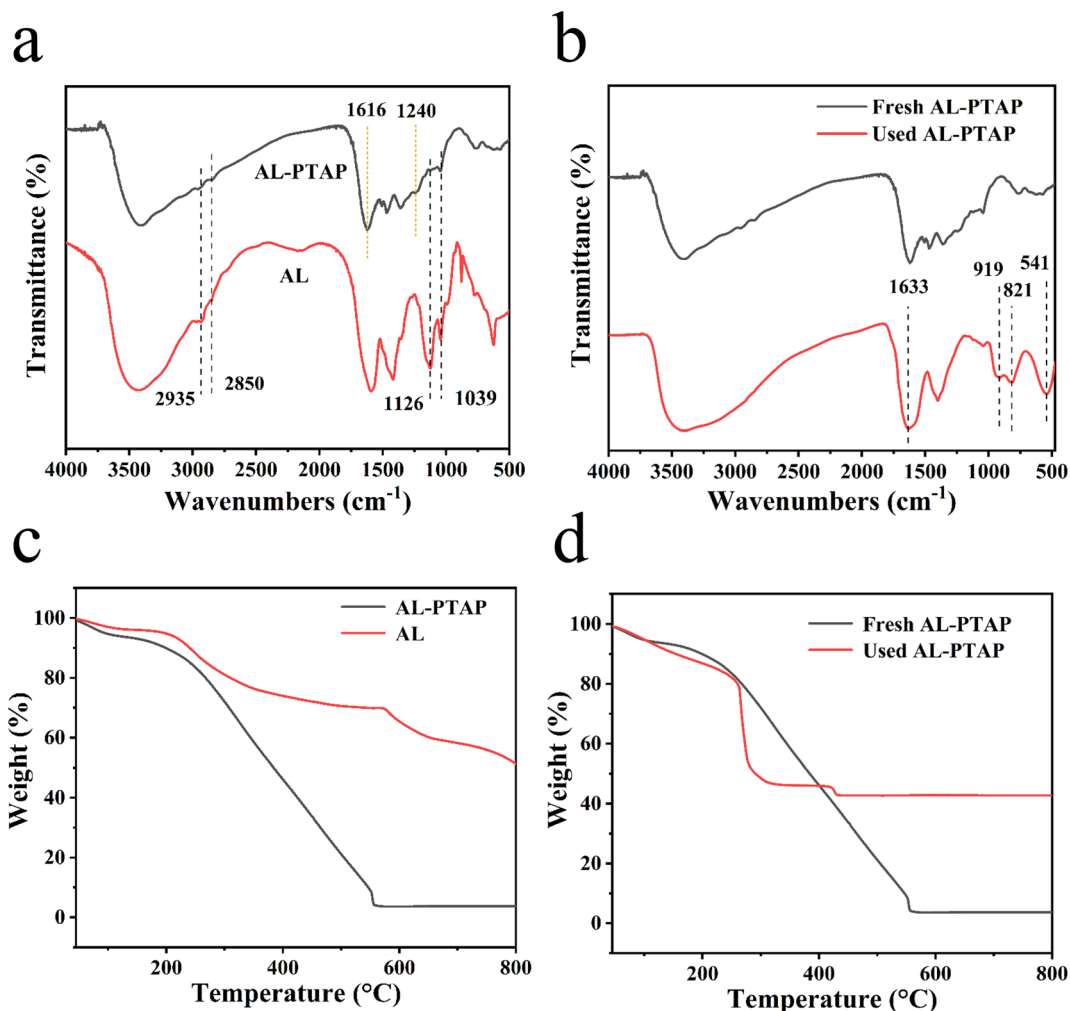 a
1616 1240
AL-PTAP
AL
2935
2850
1126
1039
Transmittance (%)
4000 3500 3000 2500 2000 1500 1000 500
Wavenumbers (cm⁻¹)
b
Fresh AL-PTAP
Used AL-PTAP
1633
919
821
541
Transmittance (%)
4000 3500 3000 2500 2000 1500 1000 500
Wavenumbers (cm⁻¹)
c
AL-PTAP
AL
100
80
60
40
20
0
Weight (%)
200 400 600 800
Temperature (°C)
d
Fresh AL-PTAP
Used AL-PTAP
100
80
60
40
20
0
Weight (%)
200 400 600 800
Temperature (°C)